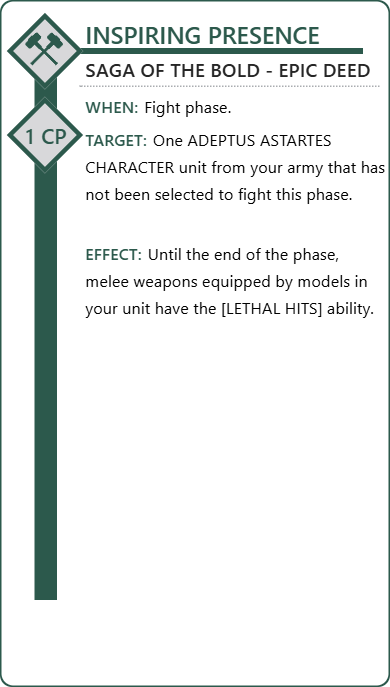 INSPIRING PRESENCE
SAGA OF THE BOLD - EPIC DEED
WHEN: Fight phase.
1 CP
TARGET: One ADEPTUS ASTARTES
CHARACTER unit from your army that has
not been selected to fight this phase.
EFFECT: Until the end of the phase,
melee weapons equipped by models in
your unit have the [LETHAL HITS] ability.